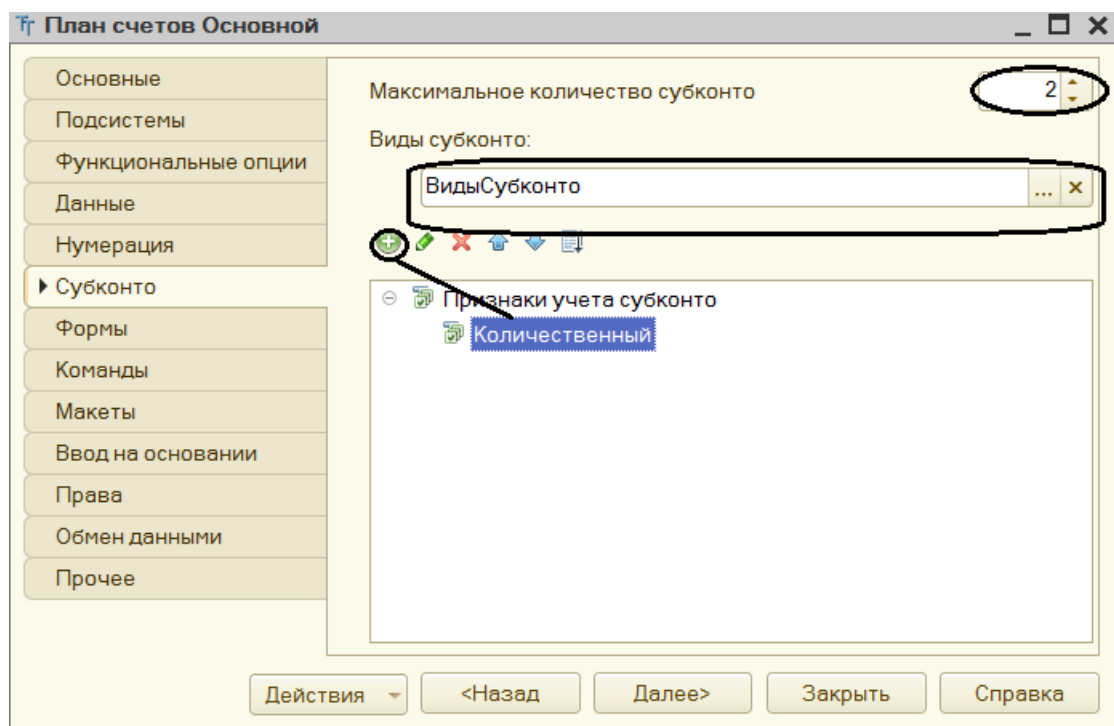 План счетов Основной
Основные
Подсистемы
Функциональные опции
Данные
Нумерация
Субконто
Формы
Команды
Макеты
Ввод на основании
Права
Обмен данными
Прочее
Максимальное количество субконто 2
Виды субконто:
ВидыСубконто ...
Признаки учета субконто
Количественный
Действия <Назад Далее> Закрыть Справка